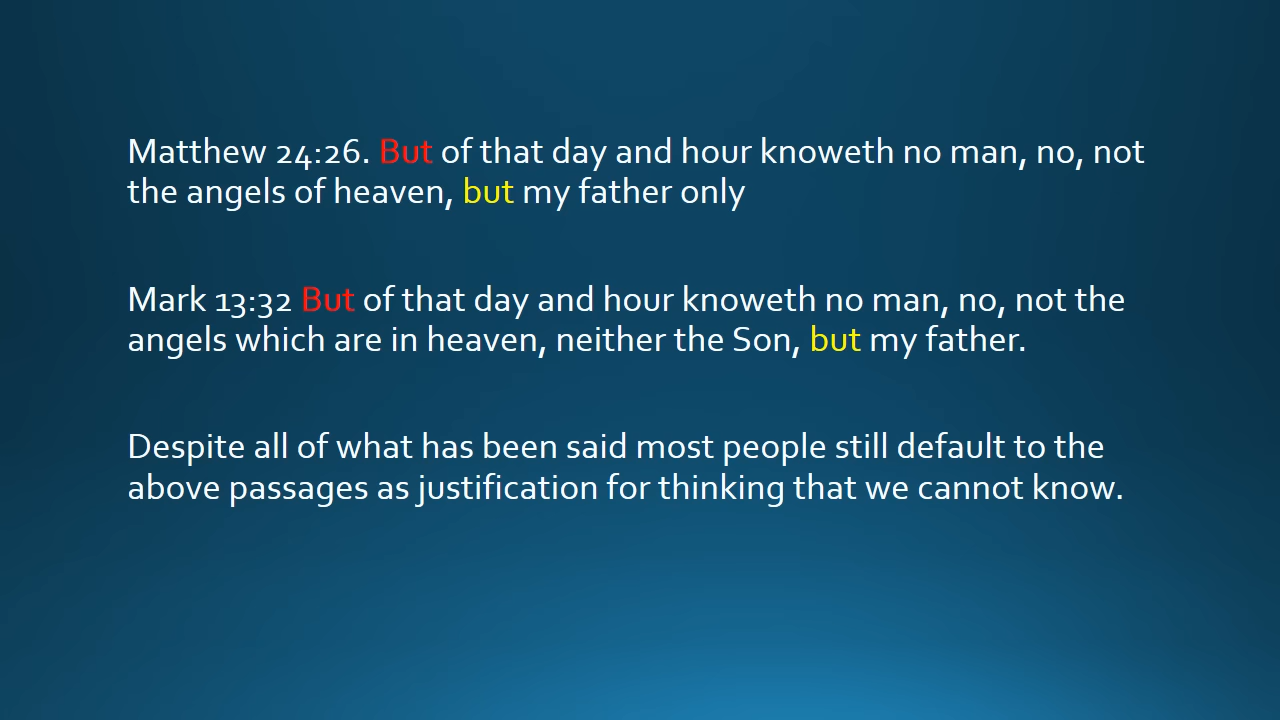 Matthew 24:26. But of that day and hour knoweth no man, no, not
the angels of heaven, but my father only
Mark 13:32 But of that day and hour knoweth no man, no, not the
angels which are in heaven, neither the Son, but my father.
Despite all of what has been said most people still default to the
above passages as justification for thinking that we cannot know.